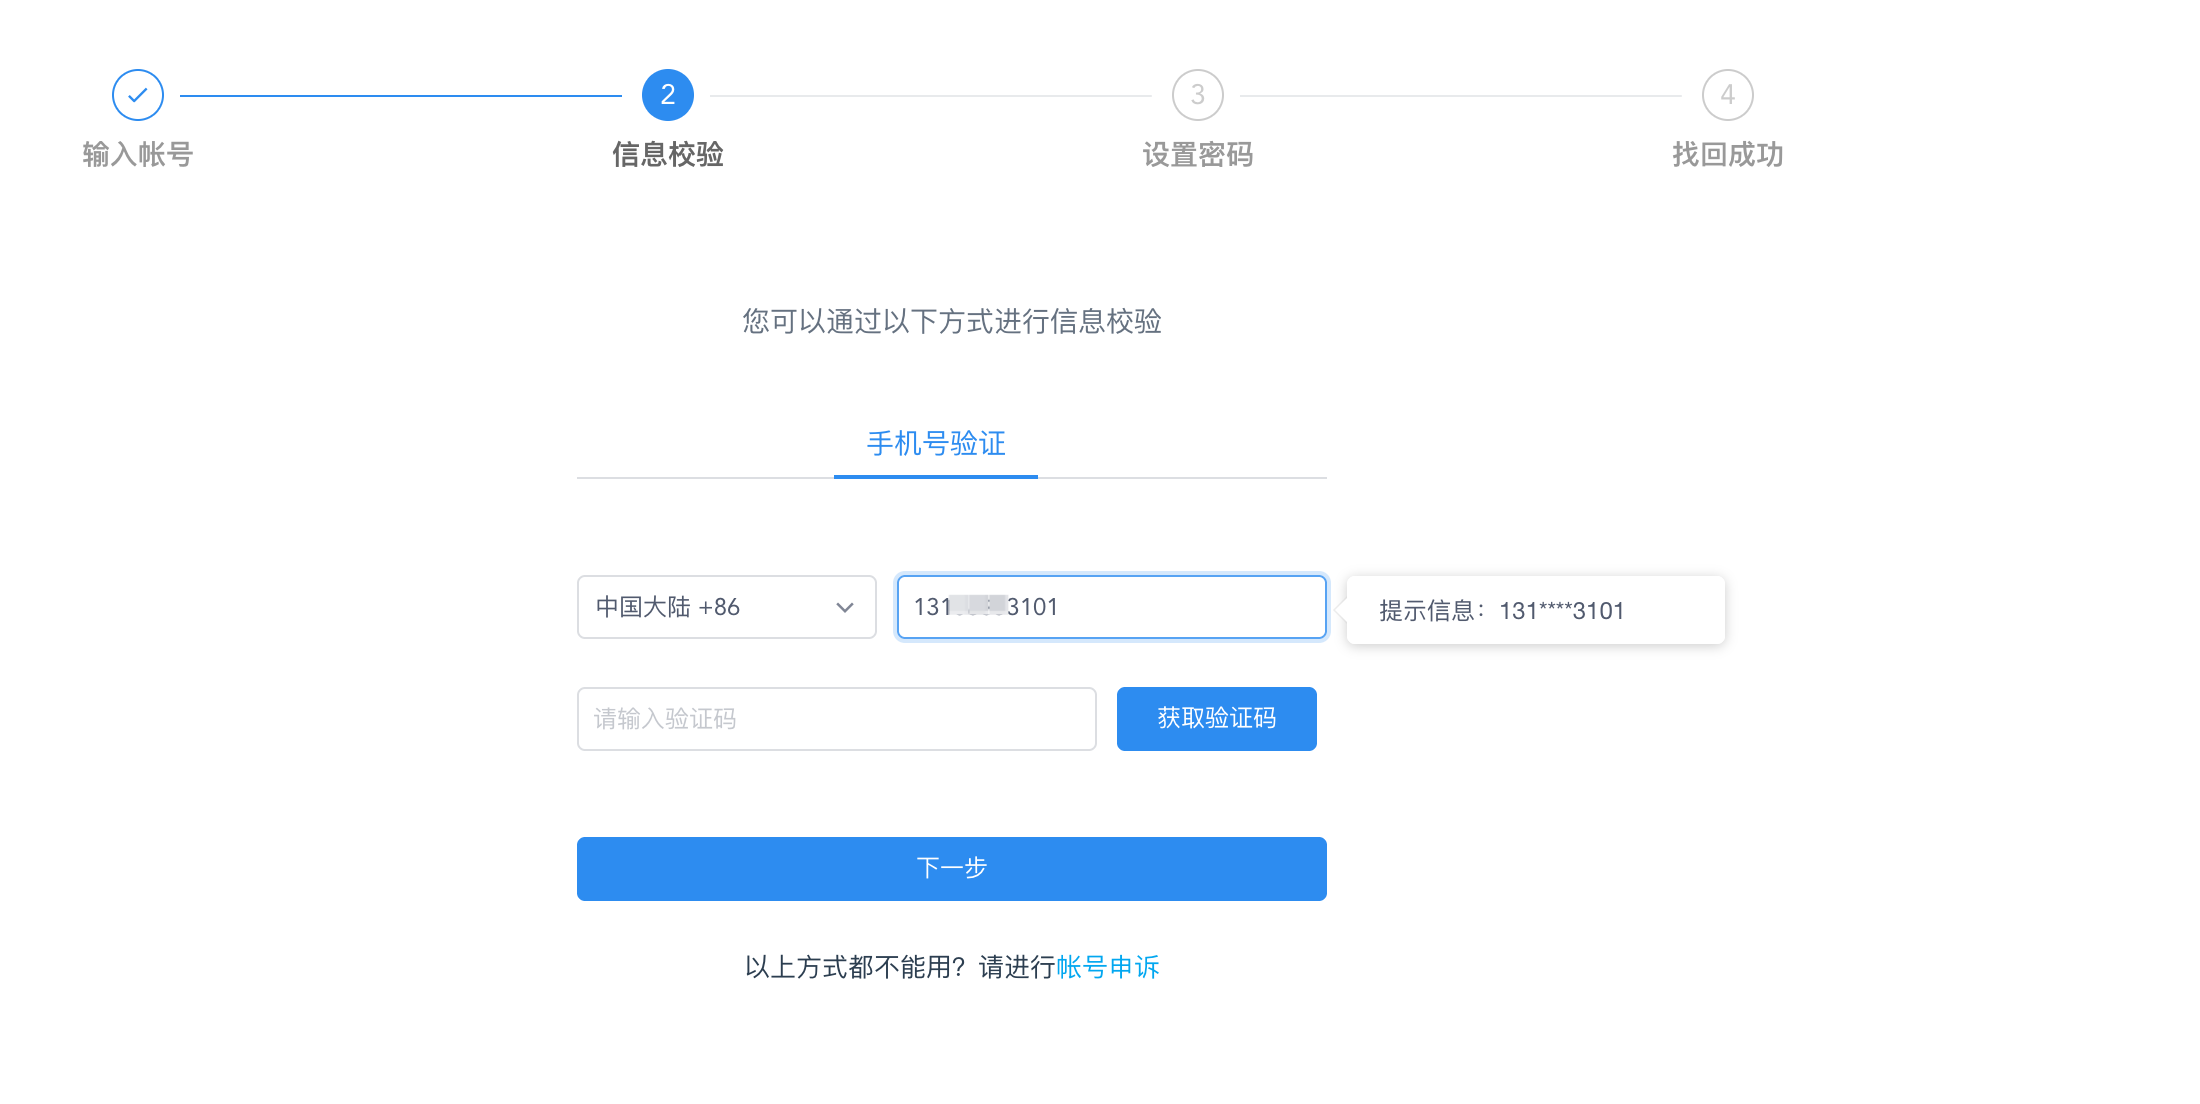 2
3
4
输入帐号
信息校验
设置密码
找回成功
您可以通过以下方式进行信息校验
手机号验证
中国大陆 +86
131 3101
提示信息：131****3101
请输入验证码
获取验证码
下一步
以上方式都不能用？请进行帐号申诉